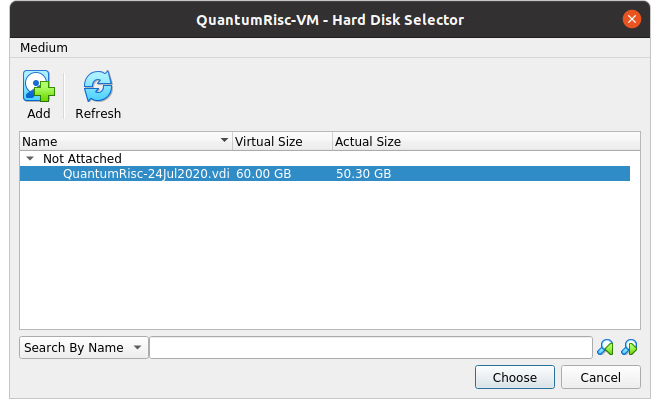 QuantumRisc-VM - Hard Disk Selector
Medium
Add Refresh
Name Virtual Size Actual Size
Not Attached
QuantumRisc-24Jul2020.vdi 60.00 GB 50.30 GB
Search By Name
Choose Cancel